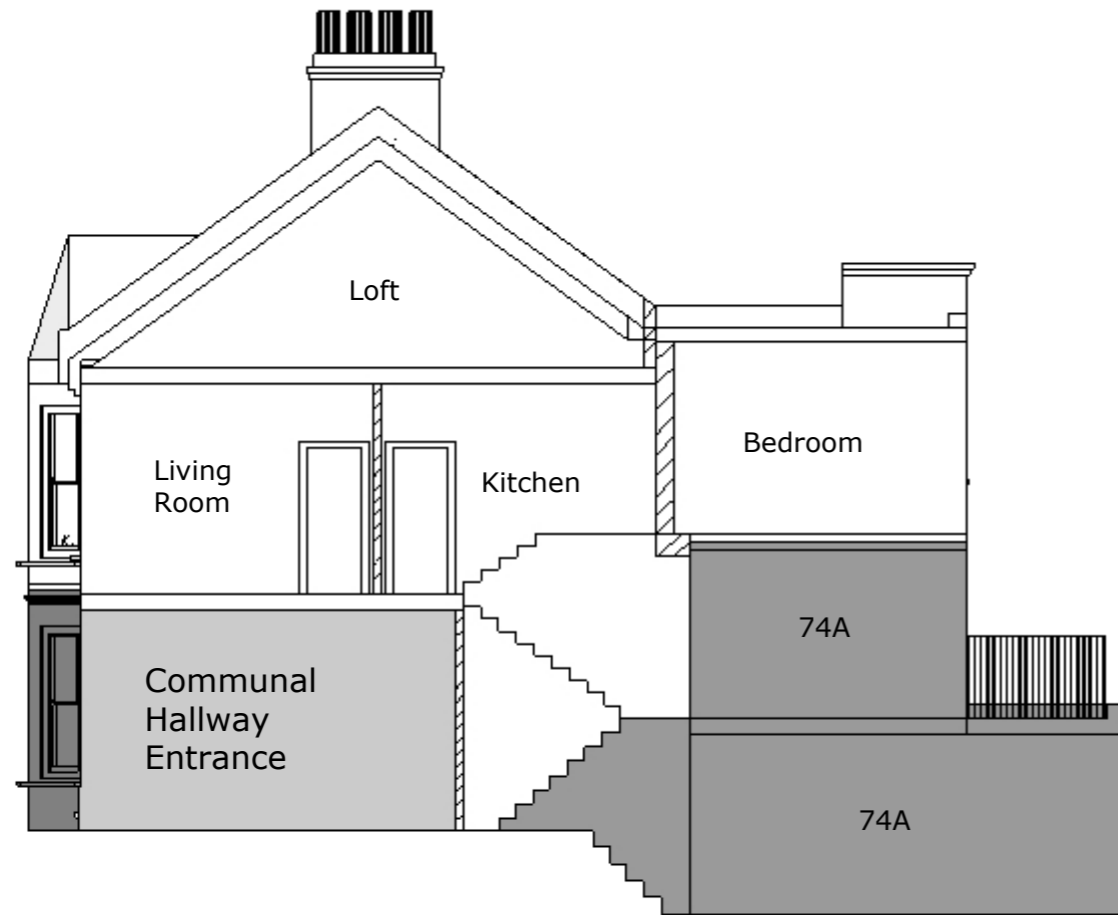 Loft
Living
Room
Kitchen
Bedroom
74A
Communal
Hallway
Entrance
74A